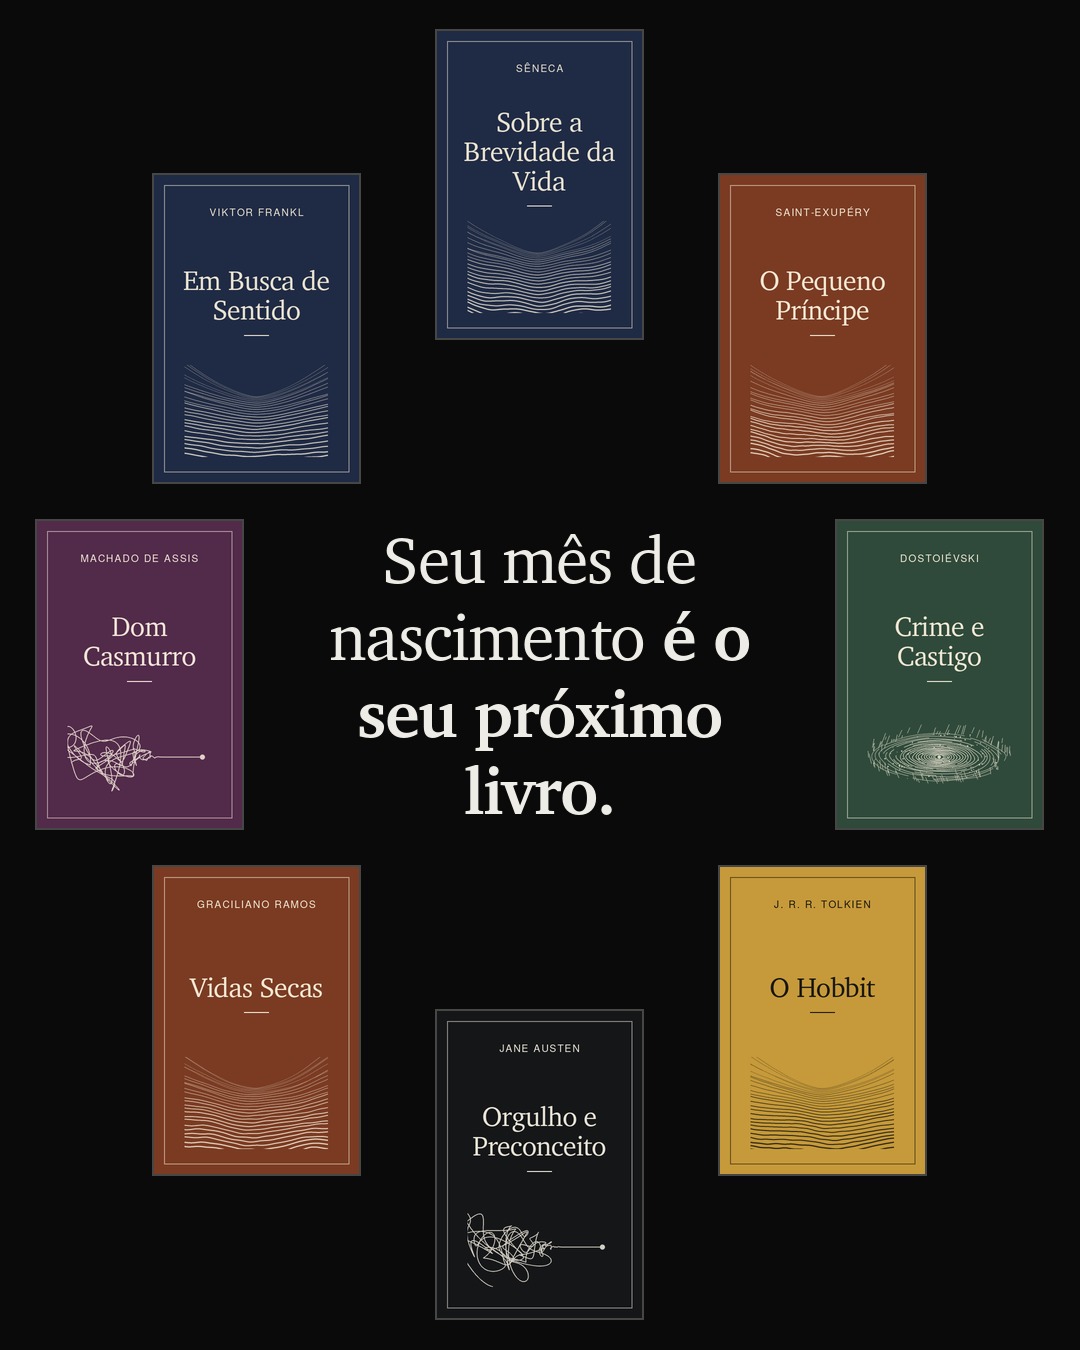 SÊNECA
Sobre a
Brevidade da
Vida
VIKTOR FRANKL
Em Busca de
Sentido
SAINT-EXUPÉRY
O Pequeno
Príncipe
MACHADO DE ASSIS
Dom
Casmurro
Seu mês de
nascimento é o
seu próximo
livro.
DOSTOIÉVSKI
Crime e
Castigo
GRACILIANO RAMOS
Vidas Secas
J. R. R. TOLKIEN
O Hobbit
JANE AUSTEN
Orgulho e
Preconceito